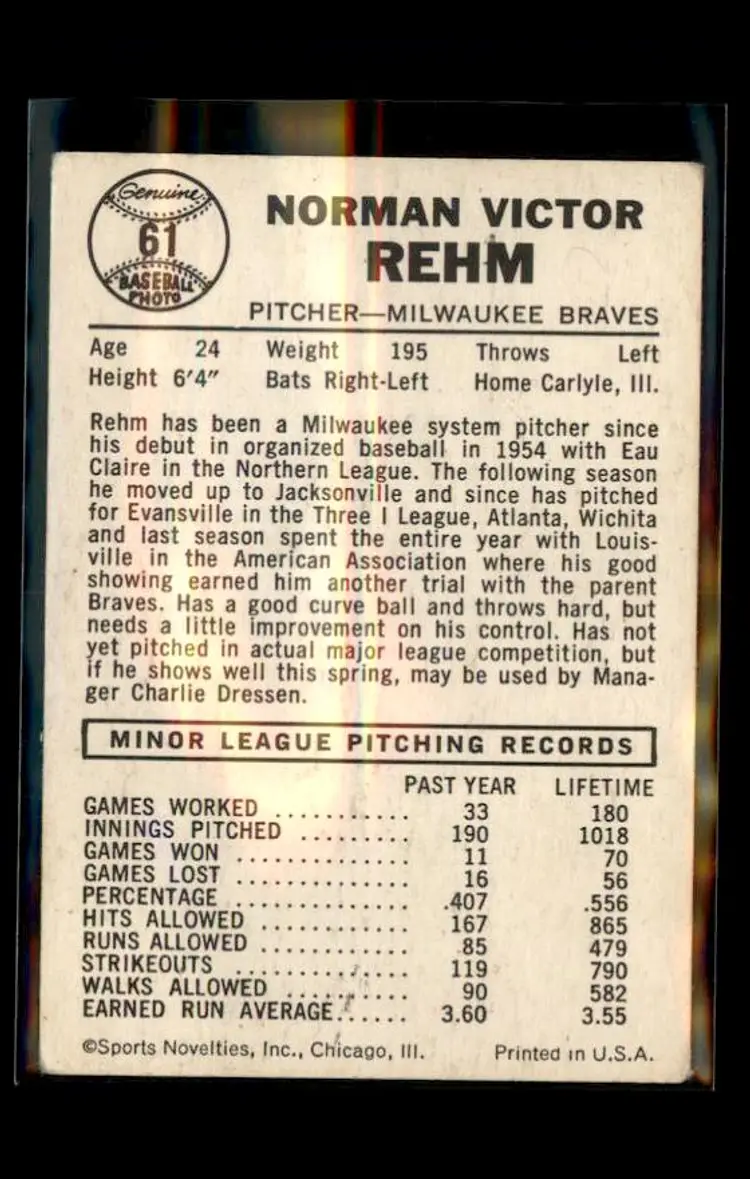 Genuine
61
BASEBALL
PHOTO
NORMAN VICTOR
REHM
PITCHER—MILWAUKEE BRAVES
Age 24 Weight 195 Throws Left
Height 6'4" Bats Right-Left Home Carlyle, Ill.
Rehm has been a Milwaukee system pitcher since
his debut in organized baseball in 1954 with Eau
Claire in the Northern League. The following season
he moved up to Jacksonville and since has pitched
for Evansville in the Three I League, Atlanta, Wichita
and last season spent the entire year with Louis-
ville in the American Association where his good
showing earned him another trial with the parent
Braves. Has a good curve ball and throws hard, but
needs a little improvement on his control. Has not
yet pitched in actual major league competition, but
if he shows well this spring, may be used by Mana-
ger Charlie Dressen.
MINOR LEAGUE PITCHING RECORDS
PAST YEAR LIFETIME
GAMES WORKED ........... 33 180
INNINGS PITCHED ......... 190 1018
GAMES WON .............. 11 70
GAMES LOST .............. 16 56
PERCENTAGE .............. .407 .556
HITS ALLOWED ............ 167 865
RUNS ALLOWED ............ 85 479
STRIKEOUTS .............. 119 790
WALKS ALLOWED .......... 90 582
EARNED RUN AVERAGE...... 3.60 3.55
©Sports Novelties, Inc., Chicago, Ill. Printed in U.S.A.